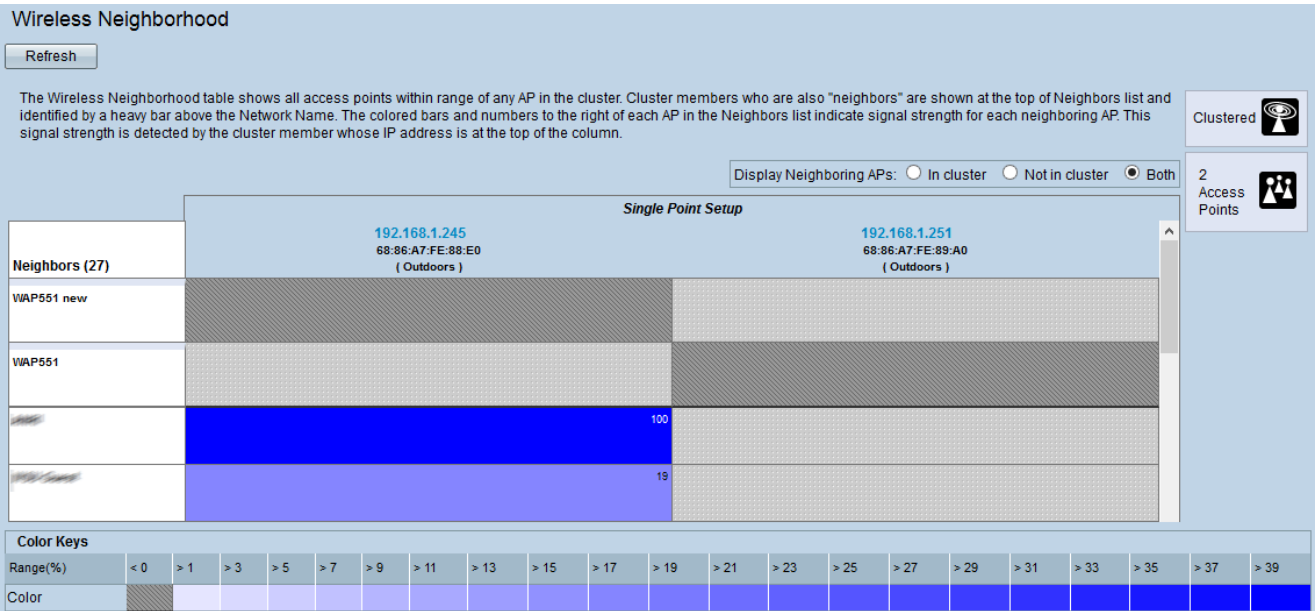 Wireless Neighborhood
Refresh
The Wireless Neighborhood table shows all access points within range of any AP in the cluster. Cluster members who are also "neighbors" are shown at the top of Neighbors list and
identified by a heavy bar above the Network Name. The colored bars and numbers to the right of each AP in the Neighbors list indicate signal strength for each neighboring AP. This
signal strength is detected by the cluster member whose IP address is at the top of the column.
Clustered
Display Neighboring APs: In cluster Not in cluster Both
2
Access
Points
Single Point Setup
Neighbors (27)
192.168.1.245
68:86:A7:FE:88:E0
( Outdoors )
192.168.1.251
68:86:A7:FE:89:A0
( Outdoors )
WAP551 new
WAP551
100
19
Color Keys
Range(%) < 0 > 1 > 3 > 5 > 7 > 9 > 11 > 13 > 15 > 17 > 19 > 21 > 23 > 25 > 27 > 29 > 31 > 33 > 35 > 37 > 39
Color